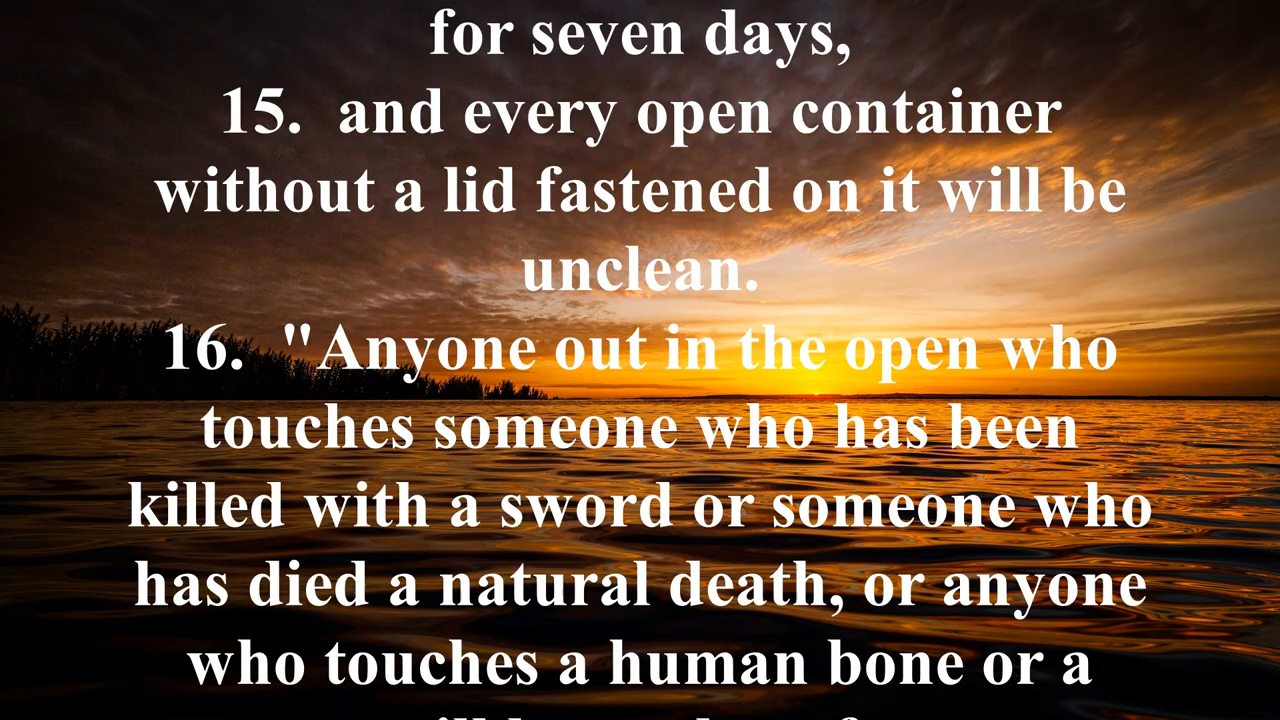 for seven days,
15.  and every open container
without a lid fastened on it will be
unclean.
16.  "Anyone out in the open who
touches someone who has been
killed with a sword or someone who
has died a natural death, or anyone
who touches a human bone or a